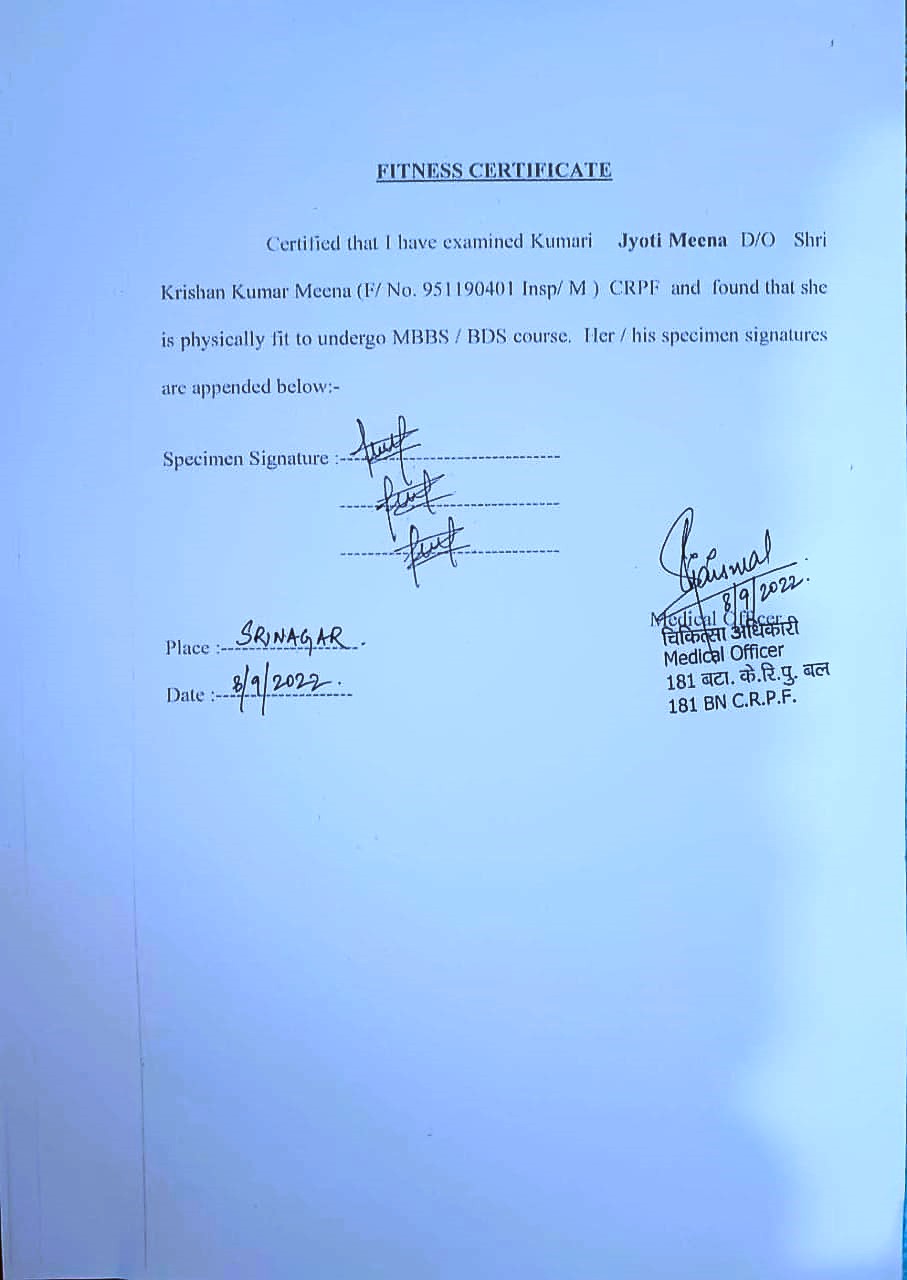 FITNESS CERTIFICATE
Certified that I have examined Kumari Jyoti Meena D/O Shri
Krishan Kumar Meena (F/ No. 951190401 Insp/ M ) CRPF and found that she
is physically fit to undergo MBBS / BDS course. Her / his specimen signatures
are appended below:-
Specimen Signature :-
8/9/2022.
Medical Officer
चिकित्सा अधिकारी
Medical Officer
181 बटा. के.रि.पु. बल
181 BN C.R.P.F.
Place :- SRINAGAR.
Date :- 8/9/2022.